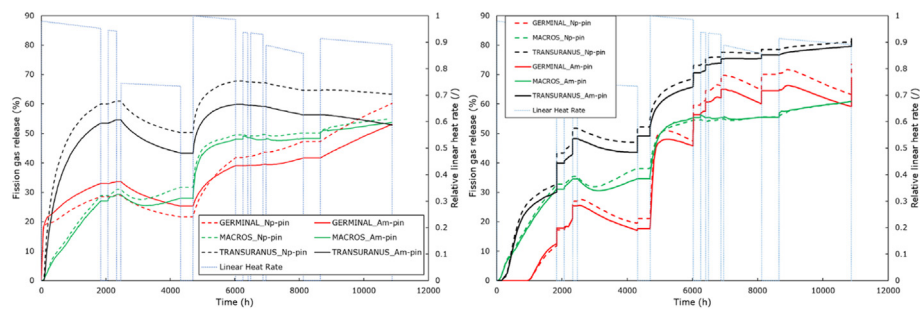 90
80
70
60
50
40
30
20
10
0
Fission gas release (%)
1
0.9
0.8
0.7
0.6
0.5
0.4
0.3
0.2
0.1
0
Relative linear heat rate (/)
GERMINAL_Np-pin GERMINAL_Am-pin
MACROS_Np-pin MACROS_Am-pin
TRANSURANUS_Np-pin TRANSURANUS_Am-pin
Linear Heat Rate
0 2000 4000 6000 8000 10000 12000
Time (h)
90
80
70
60
50
40
30
20
10
0
Fission gas release (%)
GERMINAL_Np-pin
MACROS_Np-pin
TRANSURANUS_Np-pin
GERMINAL_Am-pin
MACROS_Am-pin
TRANSURANUS_Am-pin
Linear Heat Rate
1
0.9
0.8
0.7
0.6
0.5
0.4
0.3
0.2
0.1
0
Relative linear heat rate (/)
0 2000 4000 6000 8000 10000 12000
Time (h)